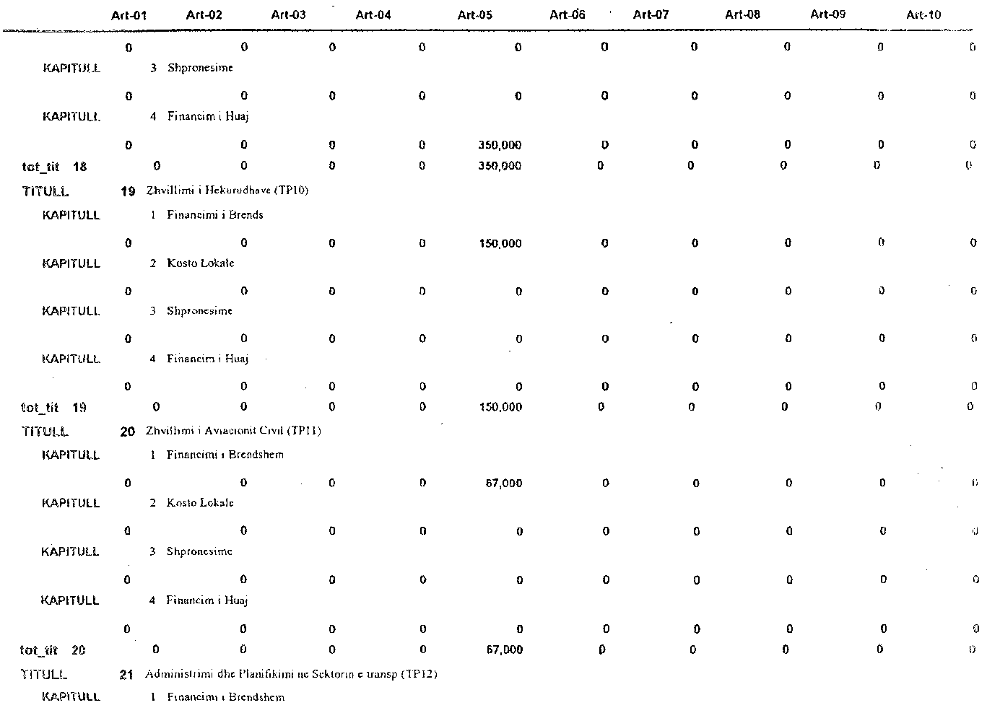 Art-01 Art-02 Art-03 Art-04 Art-05 Art-06 Art-07 Art-08 Art-09 Art-10
0 0 0 0 0 0 0 0 0 0
KAPITULL 3 Shpronesime
0 0 0 0 0 0 0 0 0 0
KAPITULL 4 Financim i Huaj
0 0 0 0 350,000 0 0 0 0 0
tot_tit 18 0 0 0 0 350,000 0 0 0 0 0
TITULL 19 Zhvillimi i Hekurudhave (TP10)
KAPITULL 1 Financimi i Brends
0 0 0 0 150,000 0 0 0 0 0
KAPITULL 2 Kosto Lokale
0 0 0 0 0 0 0 0 0 0
KAPITULL 3 Shpronesime
0 0 0 0 0 0 0 0 0 0
KAPITULL 4 Financim i Huaj
0 0 0 0 0 0 0 0 0 0
tot_tit 19 0 0 0 0 150,000 0 0 0 0 0
TITULL 20 Zhvillimi i Aviacionit Civil (TP11)
KAPITULL 1 Financimi i Brendshem
0 0 0 0 67,000 0 0 0 0 0
KAPITULL 2 Kosto Lokale
0 0 0 0 0 0 0 0 0 0
KAPITULL 3 Shpronesime
0 0 0 0 0 0 0 0 0 0
KAPITULL 4 Financim i Huaj
0 0 0 0 0 0 0 0 0 0
tot_tit 20 0 0 0 0 67,000 0 0 0 0 0
TITULL 21 Administrimi dhe Planifikimi ne Sektorin e transp (TP12)
KAPITULL 1 Financimi i Brendshem